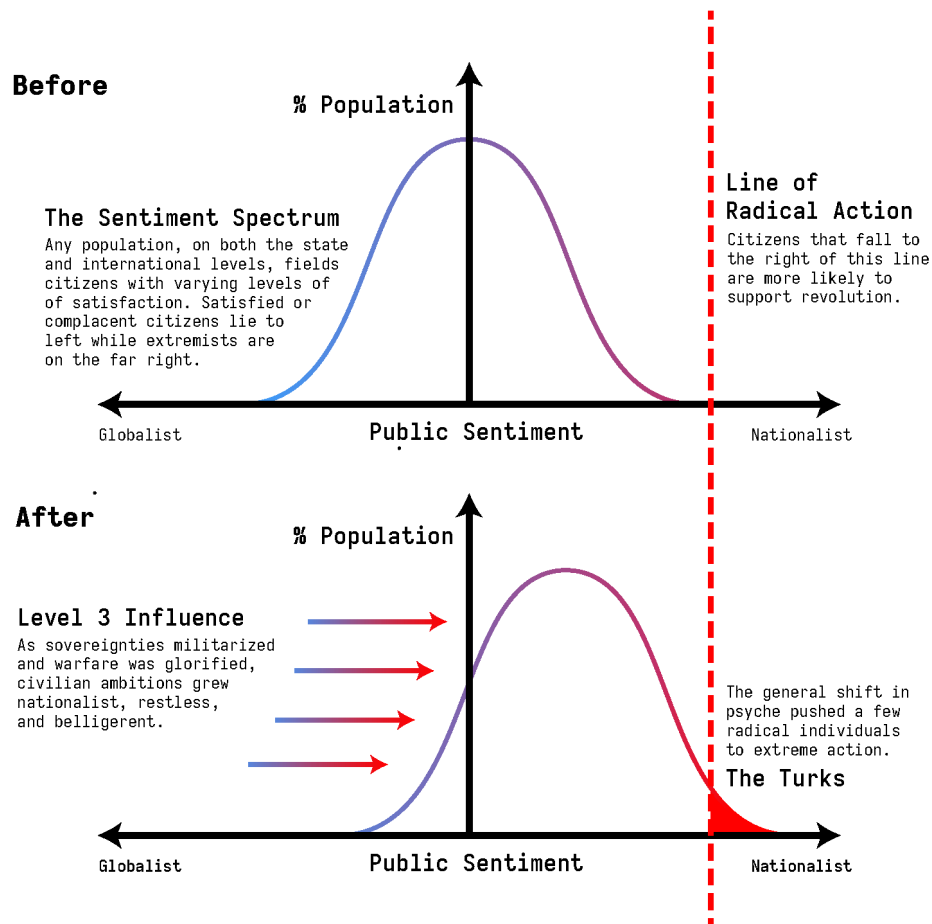 Before
% Population
The Sentiment Spectrum
Any population, on both the state
and international levels, fields
citizens with varying levels of
of satisfaction. Satisfied or
complacent citizens lie to
left while extremists are
on the far right.
Line of
Radical Action
Citizens that fall to
the right of this line
are more likely to
support revolution.
Globalist
Public Sentiment
Nationalist
After
% Population
Level 3 Influence
As sovereignties militarized
and warfare was glorified,
civilian ambitions grew
nationalist, restless,
and belligerent.
The general shift in
psyche pushed a few
radical individuals
to extreme action.
The Turks
Globalist
Public Sentiment
Nationalist